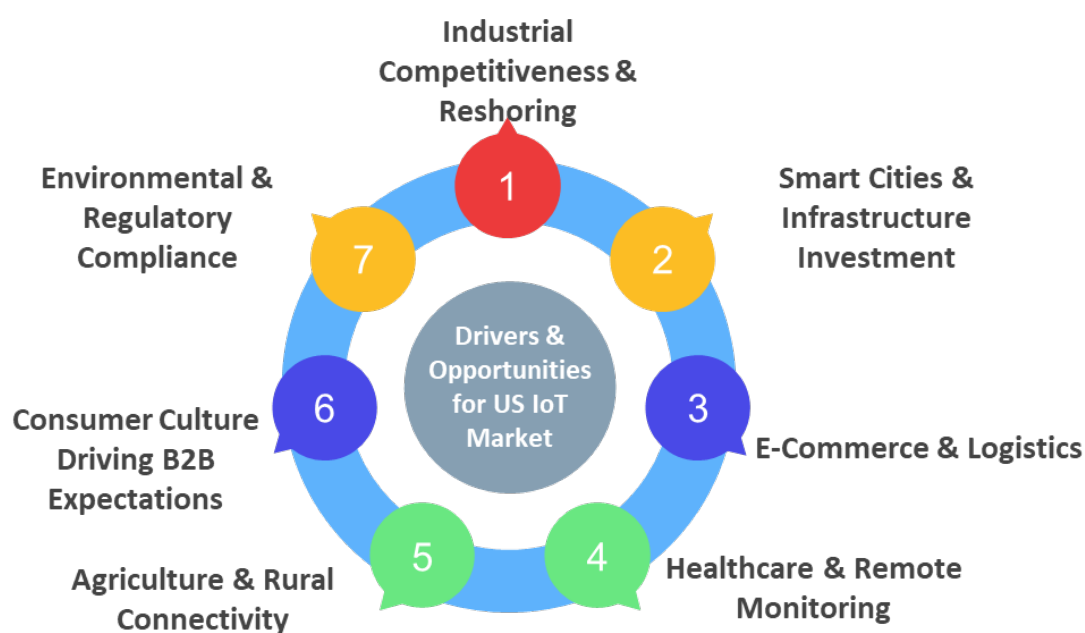 Industrial
Competitiveness &
Reshoring
1
Smart Cities &
Infrastructure
Investment
2
E-Commerce & Logistics
3
Healthcare & Remote
Monitoring
4
Agriculture & Rural
Connectivity
5
Consumer Culture
Driving B2B
Expectations
6
Environmental &
Regulatory
Compliance
7
Drivers &
Opportunities
for US IoT
Market